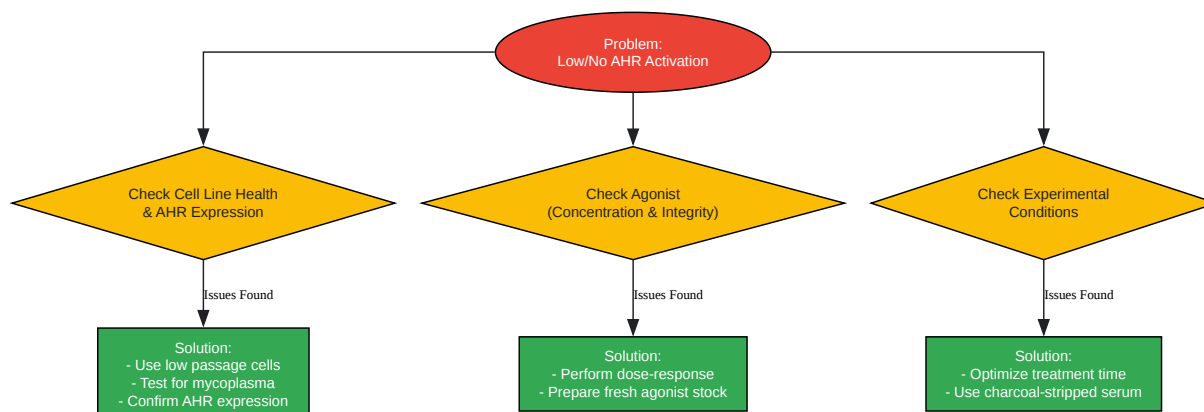 Problem:
Low/No AHR Activation
Check Cell Line Health
& AHR Expression
Check Agonist
(Concentration & Integrity)
Check Experimental
Conditions
Issues Found
Issues Found
Issues Found
Solution:
- Use low passage cells
- Test for mycoplasma
- Confirm AHR expression
Solution:
- Perform dose-response
- Prepare fresh agonist stock
Solution:
- Optimize treatment time
- Use charcoal-stripped serum